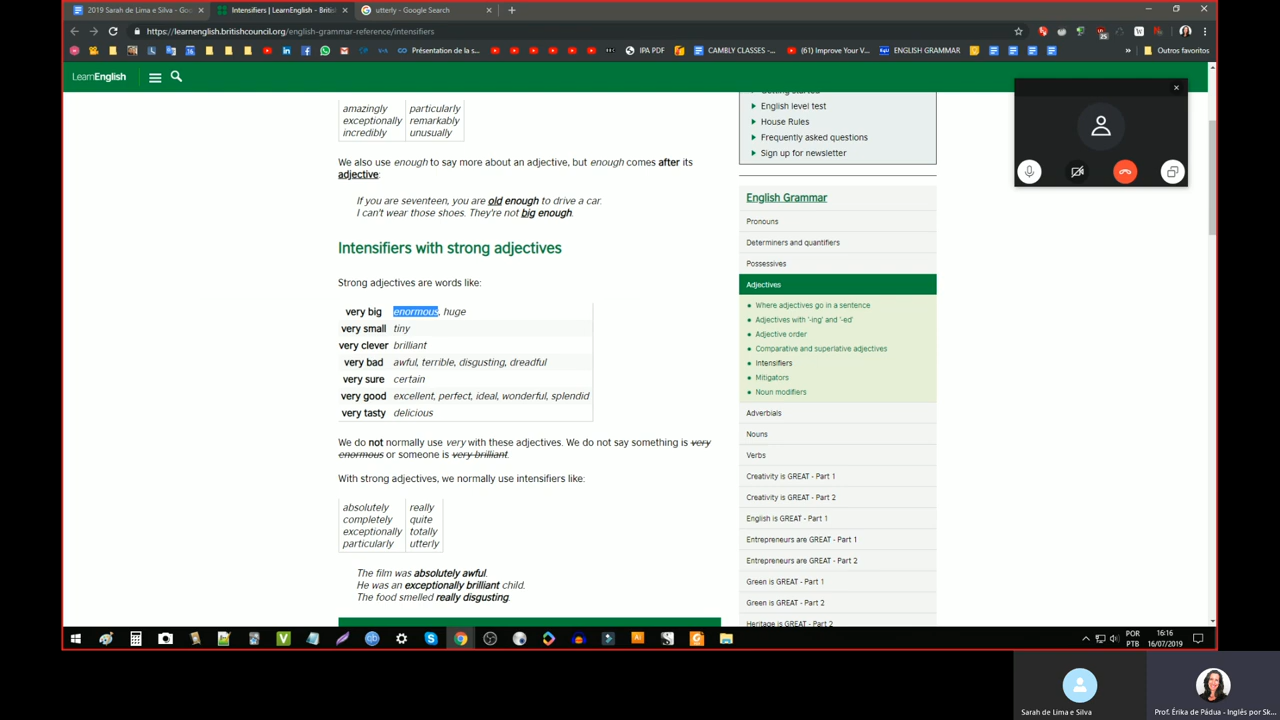 2019 Sarah de Lima e Silva - Goo
Intensifiers | LearnEnglish - Britis
utterly - Google Search
https://learnenglish.britishcouncil.org/english-grammar-reference/intensifiers
Présentation de la s...
IPA PDF
CAMBLY CLASSES -...
(61) Improve Your V...
ENGLISH GRAMMAR
»
Outros favoritos
LearnEnglish
amazingly particularly
exceptionally remarkably
incredibly unusually
We also use enough to say more about an adjective, but enough comes after its
adjective:
If you are seventeen, you are old enough to drive a car.
I can't wear those shoes. They're not big enough.
Intensifiers with strong adjectives
Strong adjectives are words like:
very big enormous, huge
very small tiny
very clever brilliant
very bad awful, terrible, disgusting, dreadful
very sure certain
very good excellent, perfect, ideal, wonderful, splendid
very tasty delicious
We do not normally use very with these adjectives. We do not say something is very
enormous or someone is very brilliant.
With strong adjectives, we normally use intensifiers like:
absolutely really
completely quite
exceptionally totally
particularly utterly
The film was absolutely awful.
He was an exceptionally brilliant child.
The food smelled really disgusting.
English level test
House Rules
Frequently asked questions
Sign up for newsletter
English Grammar
Pronouns
Determiners and quantifiers
Possessives
Adjectives
Where adjectives go in a sentence
Adjectives with '-ing' and '-ed'
Adjective order
Comparative and superlative adjectives
Intensifiers
Mitigators
Noun modifiers
Adverbials
Nouns
Verbs
Creativity is GREAT - Part 1
Creativity is GREAT - Part 2
English is GREAT - Part 1
Entrepreneurs are GREAT - Part 1
Entrepreneurs are GREAT - Part 2
Green is GREAT - Part 1
Green is GREAT - Part 2
Heritage is GREAT - Part 2
POR
PTB
16:16
16/07/2019
Sarah de Lima e Silva
Prof. Érika de Pádua - Inglês por Sk...